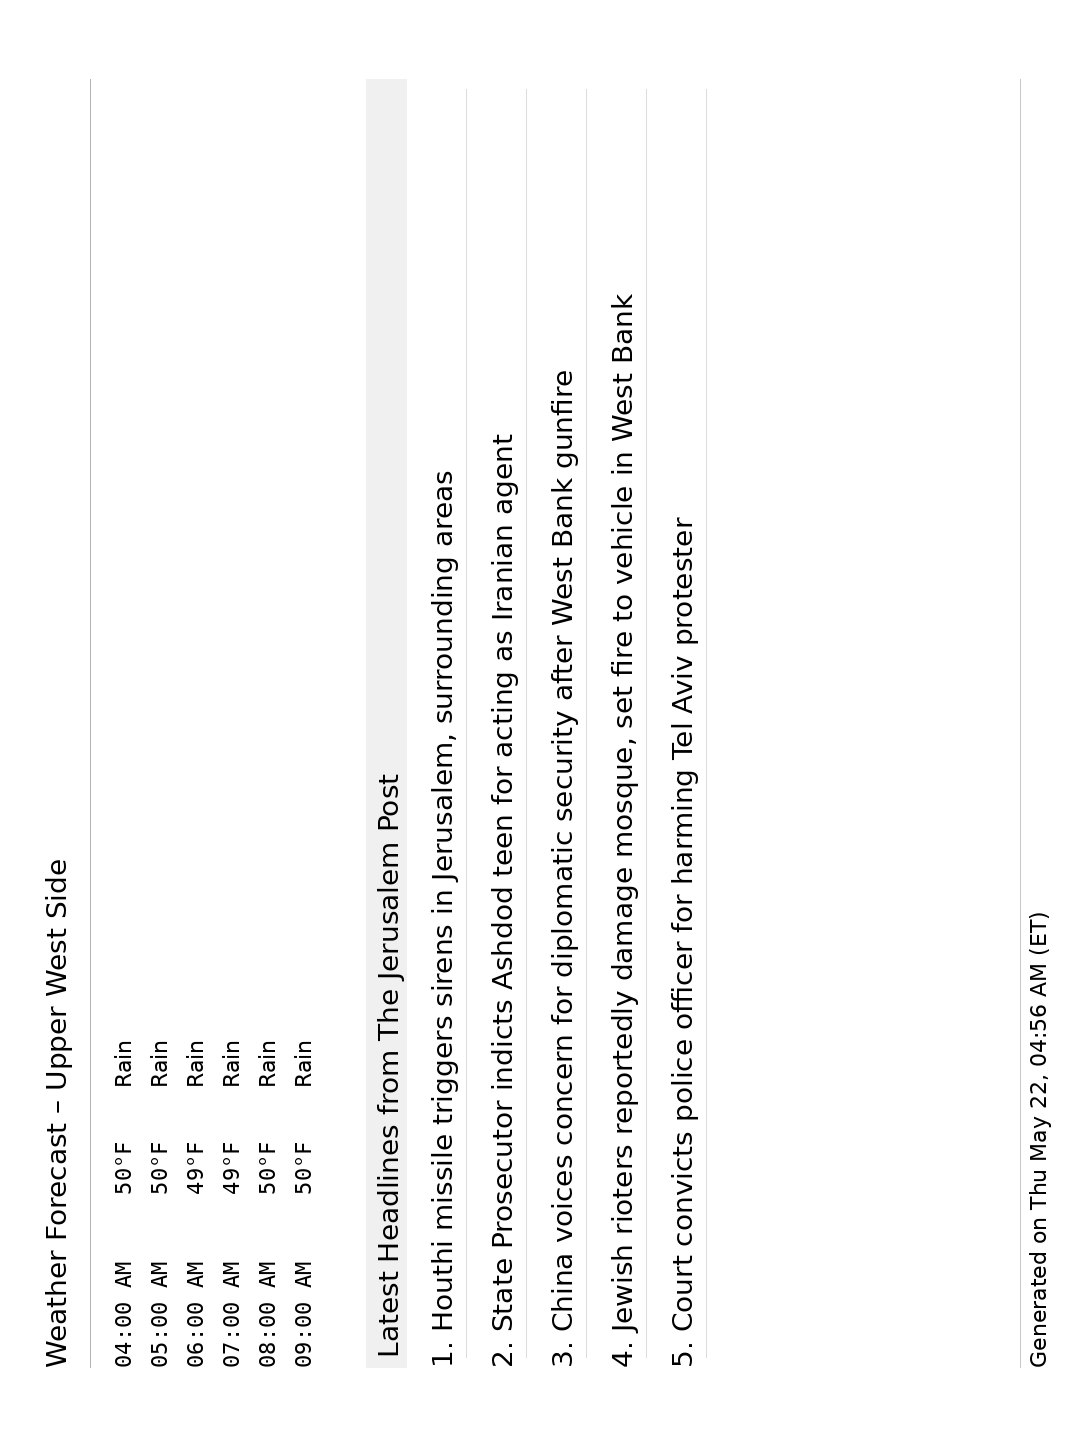 Weather Forecast – Upper West Side
04:00 AM 50°F Rain
05:00 AM 50°F Rain
06:00 AM 49°F Rain
07:00 AM 49°F Rain
08:00 AM 50°F Rain
09:00 AM 50°F Rain
Latest Headlines from The Jerusalem Post
1. Houthi missile triggers sirens in Jerusalem, surrounding areas
2. State Prosecutor indicts Ashdod teen for acting as Iranian agent
3. China voices concern for diplomatic security after West Bank gunfire
4. Jewish rioters reportedly damage mosque, set fire to vehicle in West Bank
5. Court convicts police officer for harming Tel Aviv protester
Generated on Thu May 22, 04:56 AM (ET)